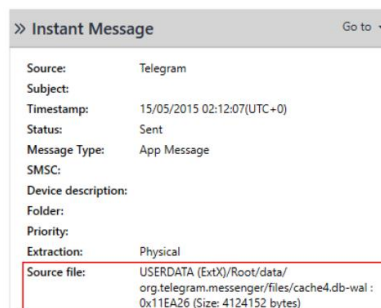 » Instant Message Go to
Source: Telegram
Subject:
Timestamp: 15/05/2015 02:12:07(UTC+0)
Status: Sent
Message Type: App Message
SMSC:
Device description:
Folder:
Priority:
Extraction: Physical
Source file: USERDATA (ExtX)/Root/data/
org.telegram.messenger/files/cache4.db-wal :
0x11EA26 (Size: 4124152 bytes)